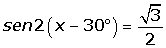 sen2(x − 30°) = √3/2